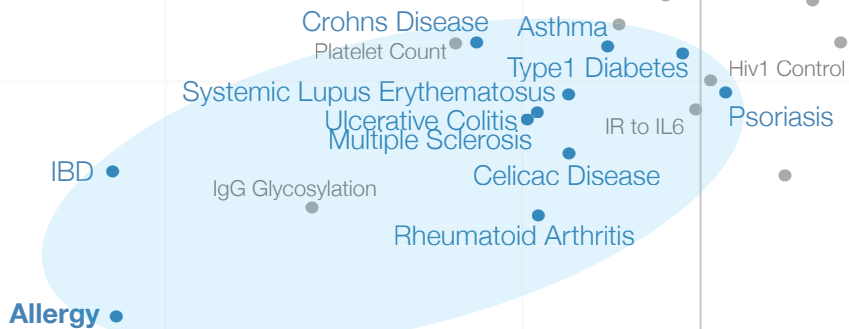 Crohns Disease
Asthma
Platelet Count
Type1 Diabetes
Hiv1 Control
Systemic Lupus Erythematosus
Ulcerative Colitis
Psoriasis
IR to IL6
Multiple Sclerosis
IBD
Celicac Disease
IgG Glycosylation
Rheumatoid Arthritis
Allergy